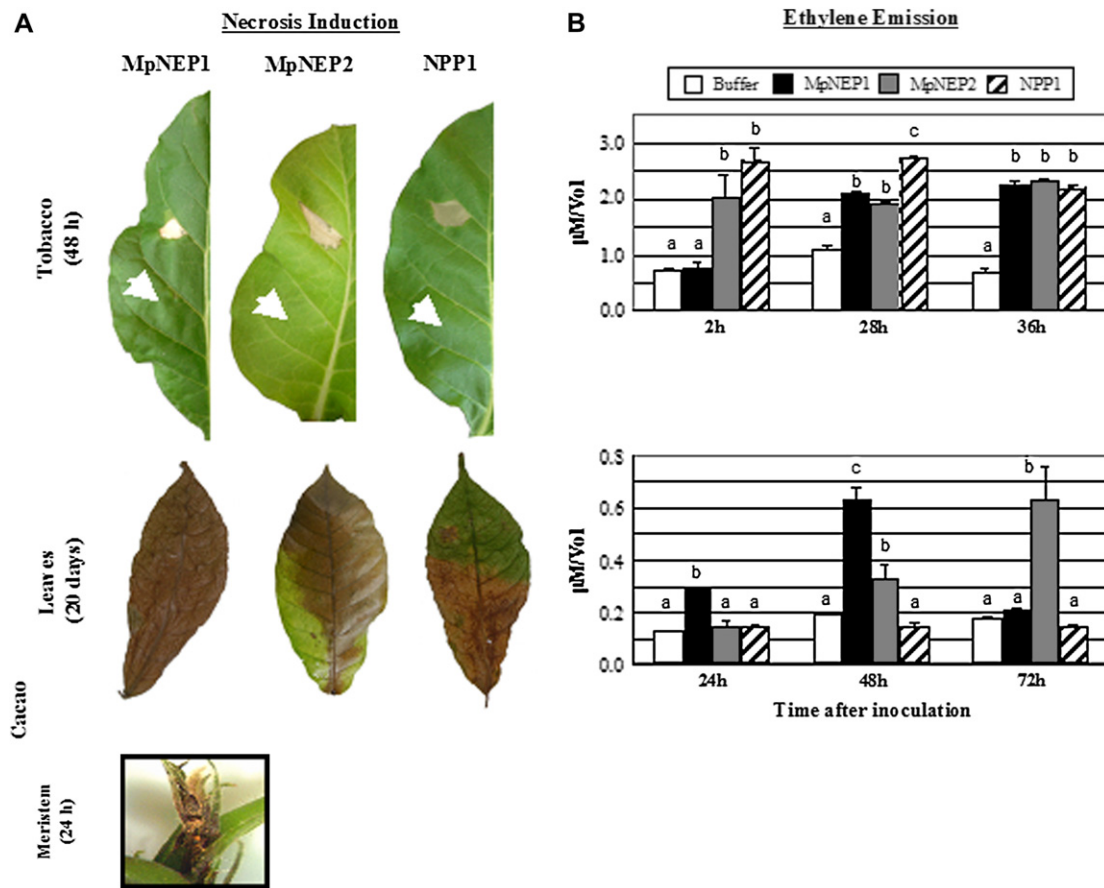 A
Necrosis Induction
MpNEP1 MpNEP2 NPP1
Tobacco
(48 h)
Leaves
(20 days)
Cacao
Meristem
(24 h)
B
Ethylene Emission
Buffer MpNEP1 MpNEP2 NPP1
3.0
2.0
1.0
0.0
µM/Vol
a a b b
a b b c
a b b b
2h 28h 36h
0.8
0.6
0.4
0.2
0.0
µM/Vol
a b a a
a c b a
a a b a
24h 48h 72h
Time after inoculation